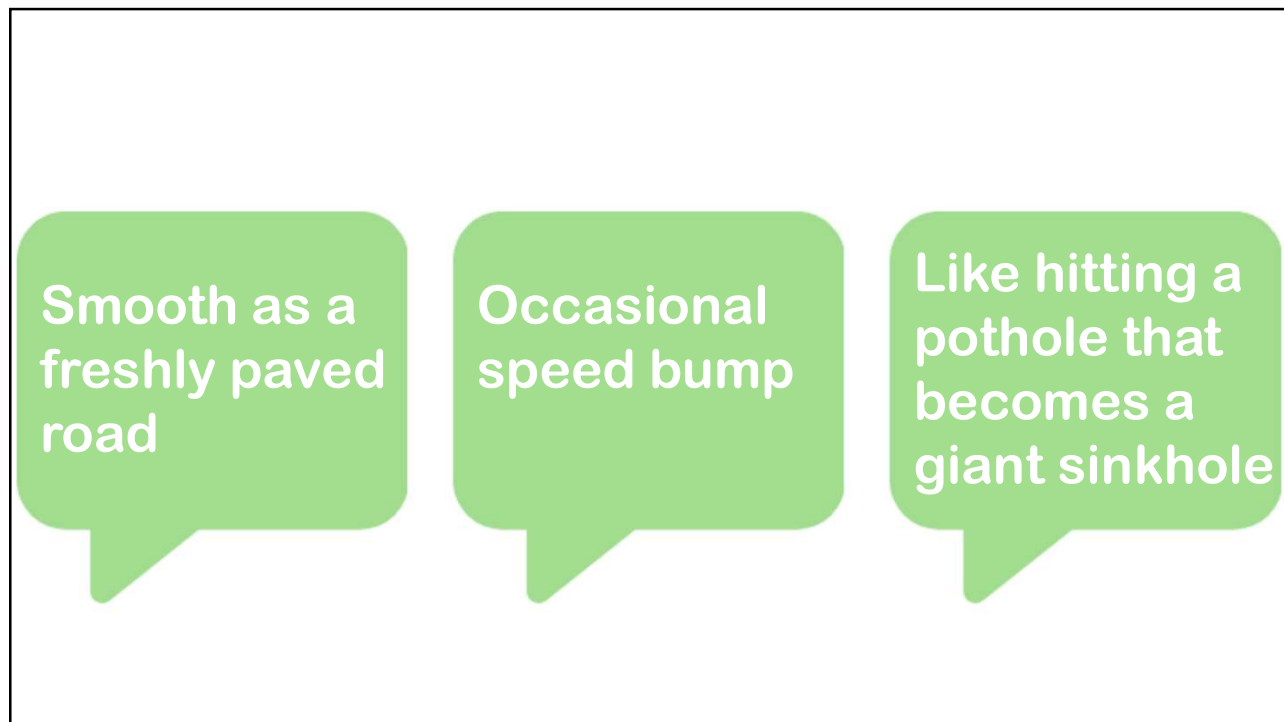 Smooth as a
freshly paved
road
Occasional
speed bump
Like hitting a
pothole that
becomes a
giant sinkhole